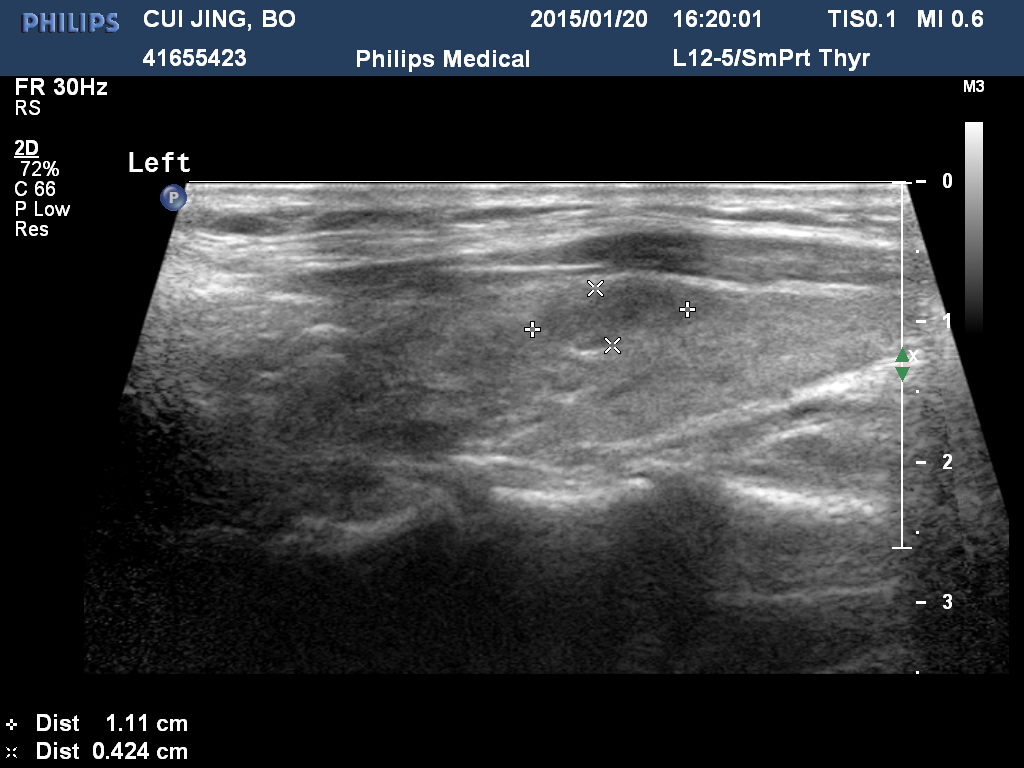 PHILIPS CUI JING, BO 2015/01/20 16:20:01 TIS0.1 MI 0.6
41655423 Philips Medical L12-5/SmPrt Thyr
FR 30Hz
RS
M3
2D
72%
C 66
P Low
Res
Left
P
0
1
x
2
3
Dist 1.11 cm
Dist 0.424 cm